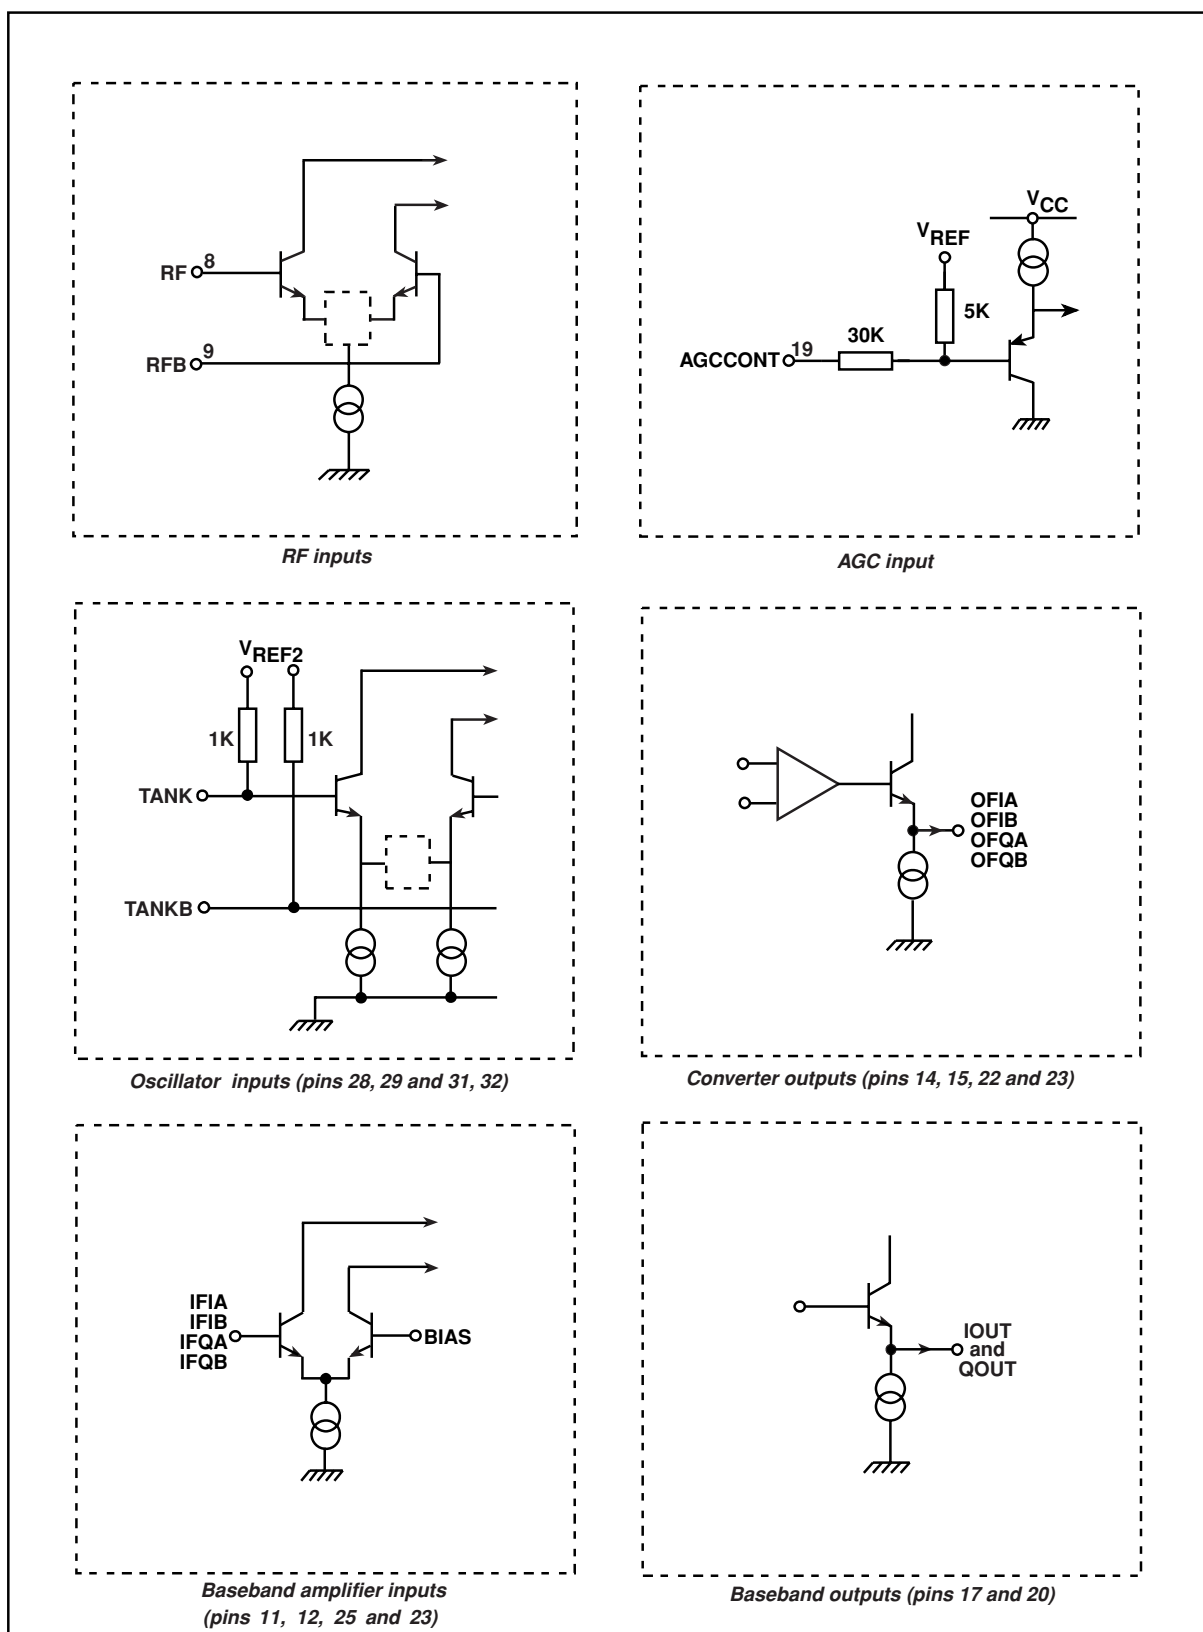 RF 8
RFB 9
RF inputs
VCC
VREF
5K
30K
AGCCONT 19
AGC input
VREF2
1K 1K
TANK
TANKB
Oscillator inputs (pins 28, 29 and 31, 32)
OFIA
OFIB
OFQA
OFQB
Converter outputs (pins 14, 15, 22 and 23)
IFIA
IFIB
IFQA
IFQB
BIAS
Baseband amplifier inputs
(pins 11, 12, 25 and 23)
IOUT
and
QOUT
Baseband outputs (pins 17 and 20)